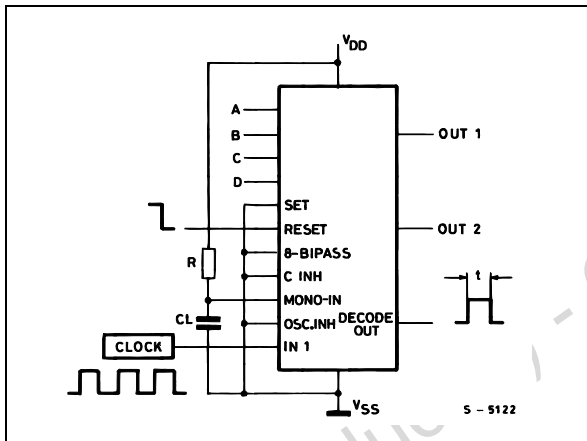 VDD
A
B
C
D
OUT 1
SET
RESET
OUT 2
8-BIPASS
R
C INH
t
MONO-IN
CL
OSC.INH
DECODE OUT
CLOCK
IN 1
VSS
S - 5122